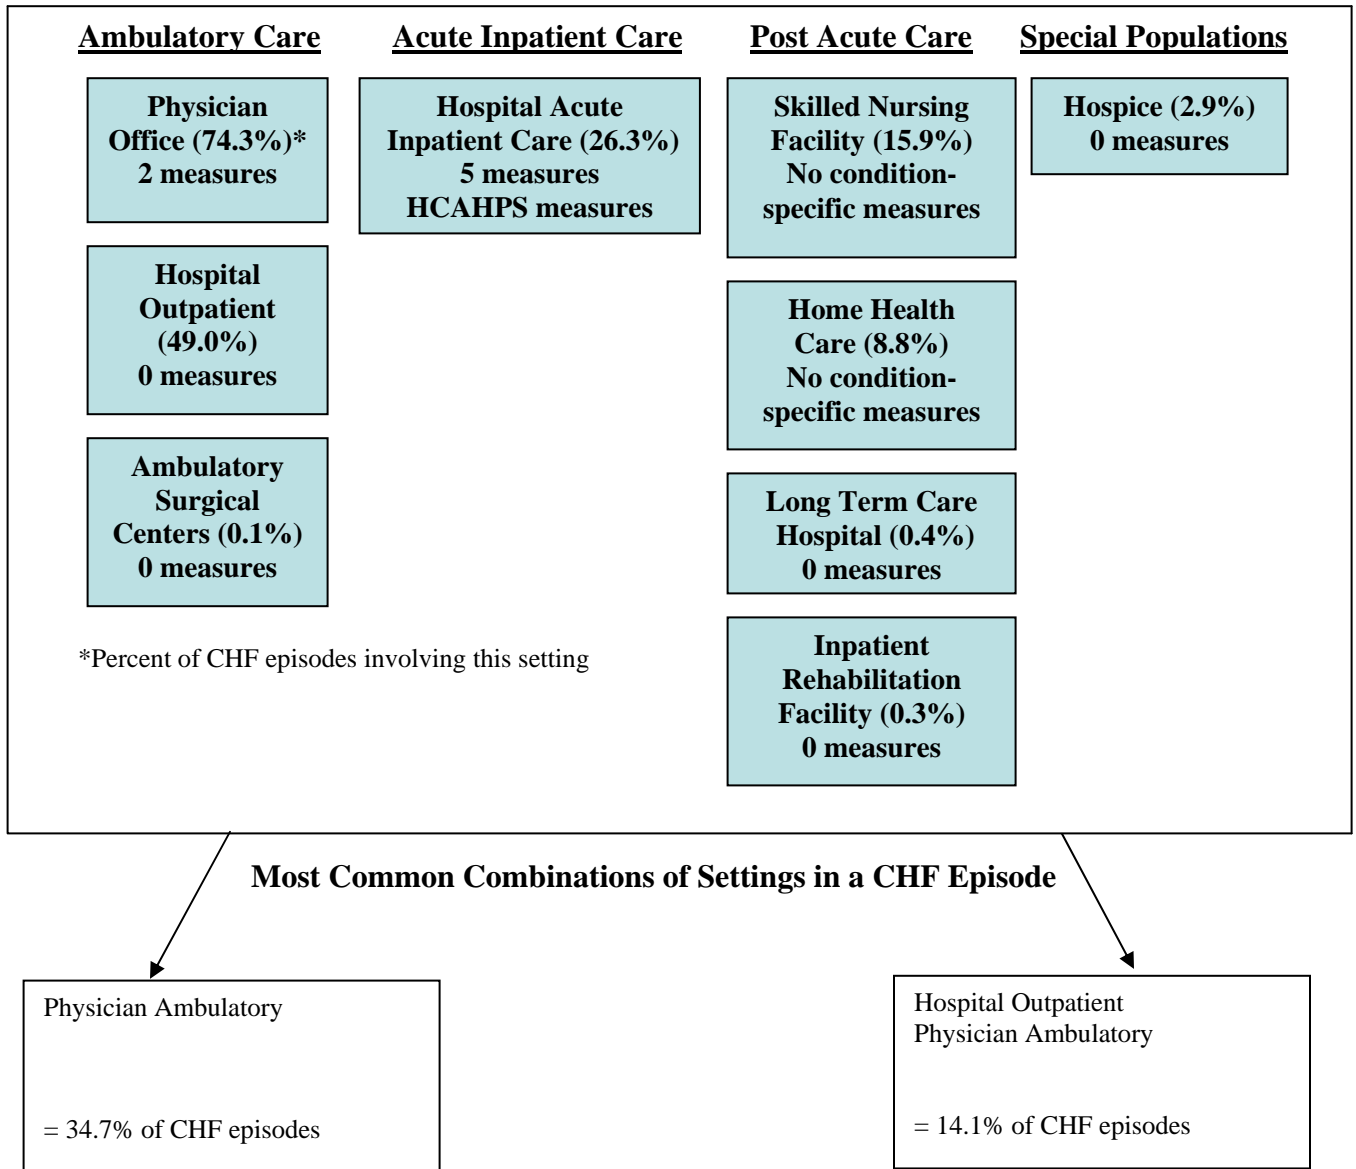 Ambulatory Care
Physician
Office (74.3%)*
2 measures
Hospital
Outpatient
(49.0%)
0 measures
Ambulatory
Surgical
Centers (0.1%)
0 measures
Acute Inpatient Care
Hospital Acute
Inpatient Care (26.3%)
5 measures
HCAHPS measures
Post Acute Care
Skilled Nursing
Facility (15.9%)
No condition-
specific measures
Home Health
Care (8.8%)
No condition-
specific measures
Long Term Care
Hospital (0.4%)
0 measures
Inpatient
Rehabilitation
Facility (0.3%)
0 measures
Special Populations
Hospice (2.9%)
0 measures
*Percent of CHF episodes involving this setting
Most Common Combinations of Settings in a CHF Episode
Physician Ambulatory
= 34.7% of CHF episodes
Hospital Outpatient
Physician Ambulatory
= 14.1% of CHF episodes